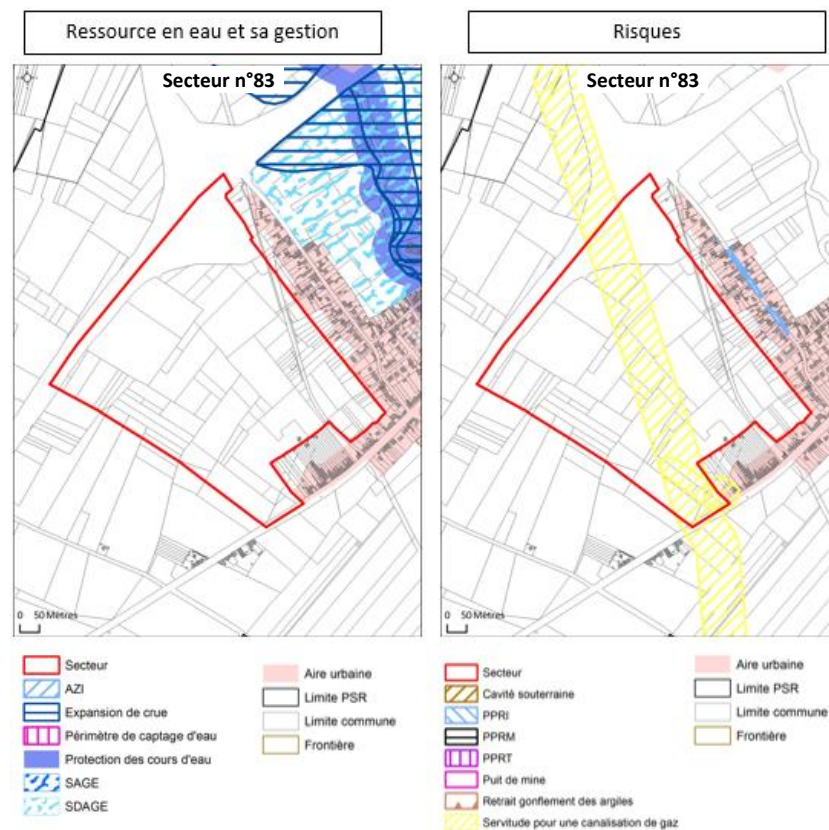 Ressource en eau et sa gestion
Risques
Secteur n°83
0 50 Mètres
Secteur
AZI
Expansion de crue
Périmètre de captage d'eau
Protection des cours d'eau
SAGE
SDAGE
Aire urbaine
Limite PSR
Limite commune
Frontière
Secteur n°83
0 50 Mètres
Secteur
Cavité souterraine
PPRI
PPRM
PPRT
Puit de mine
Retrait gonflement des argiles
Servitude pour une canalisation de gaz
Aire urbaine
Limite PSR
Limite commune
Frontière